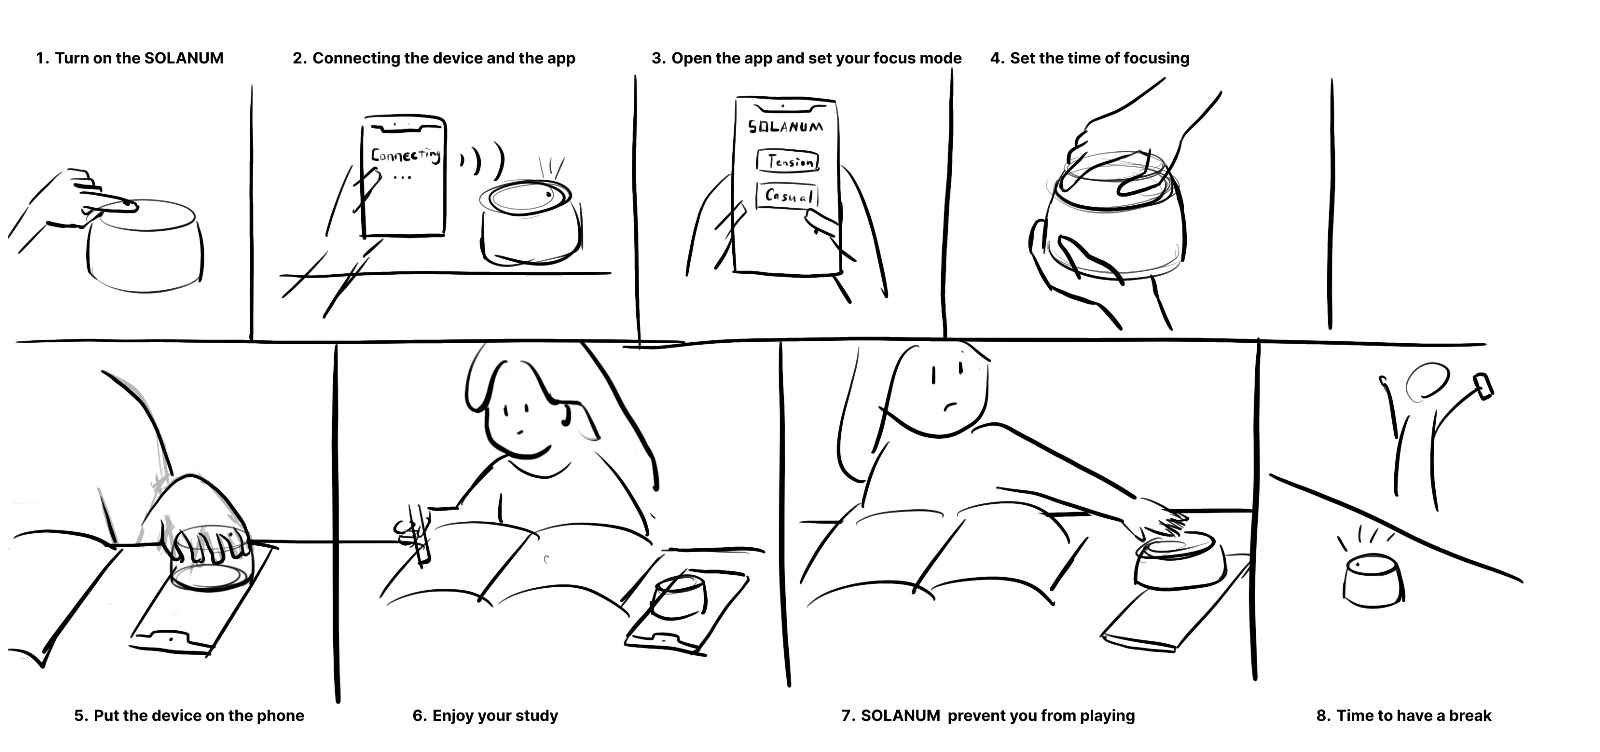 1. Turn on the SOLANUM
2. Connecting the device and the app
3. Open the app and set your focus mode
4. Set the time of focusing
Connecting
...
SOLANUM
Tension
Casual
5. Put the device on the phone
6. Enjoy your study
7. SOLANUM prevent you from playing
8. Time to have a break